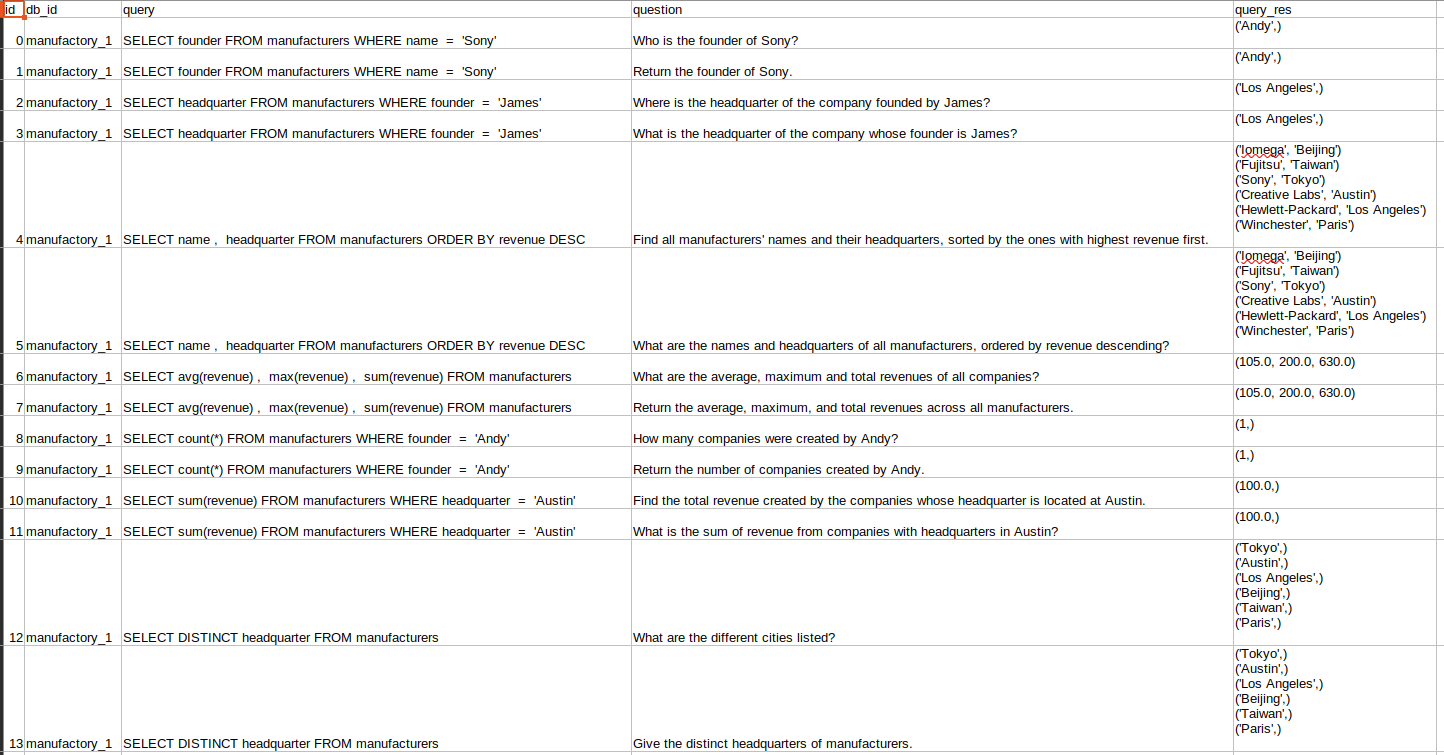 id db_id query question query_res
0 manufactory_1 SELECT founder FROM manufacturers WHERE name  =  'Sony' Who is the founder of Sony? ('Andy',)
1 manufactory_1 SELECT founder FROM manufacturers WHERE name  =  'Sony' Return the founder of Sony. ('Andy',)
2 manufactory_1 SELECT headquarter FROM manufacturers WHERE founder  =  'James' Where is the headquarter of the company founded by James? ('Los Angeles',)
3 manufactory_1 SELECT headquarter FROM manufacturers WHERE founder  =  'James' What is the headquarter of the company whose founder is James? ('Los Angeles',)
4 manufactory_1 SELECT name ,  headquarter FROM manufacturers ORDER BY revenue DESC Find all manufacturers' names and their headquarters, sorted by the ones with highest revenue first. ('Iomega', 'Beijing')
('Fujitsu', 'Taiwan')
('Sony', 'Tokyo')
('Creative Labs', 'Austin')
('Hewlett-Packard', 'Los Angeles')
('Winchester', 'Paris')
5 manufactory_1 SELECT name ,  headquarter FROM manufacturers ORDER BY revenue DESC What are the names and headquarters of all manufacturers, ordered by revenue descending? ('Iomega', 'Beijing')
('Fujitsu', 'Taiwan')
('Sony', 'Tokyo')
('Creative Labs', 'Austin')
('Hewlett-Packard', 'Los Angeles')
('Winchester', 'Paris')
6 manufactory_1 SELECT avg(revenue) ,  max(revenue) ,  sum(revenue) FROM manufacturers What are the average, maximum and total revenues of all companies? (105.0, 200.0, 630.0)
7 manufactory_1 SELECT avg(revenue) ,  max(revenue) ,  sum(revenue) FROM manufacturers Return the average, maximum, and total revenues across all manufacturers. (105.0, 200.0, 630.0)
8 manufactory_1 SELECT count(*) FROM manufacturers WHERE founder  =  'Andy' How many companies were created by Andy? (1,)
9 manufactory_1 SELECT count(*) FROM manufacturers WHERE founder  =  'Andy' Return the number of companies created by Andy. (1,)
10 manufactory_1 SELECT sum(revenue) FROM manufacturers WHERE headquarter  =  'Austin' Find the total revenue created by the companies whose headquarter is located at Austin. (100.0,)
11 manufactory_1 SELECT sum(revenue) FROM manufacturers WHERE headquarter  =  'Austin' What is the sum of revenue from companies with headquarters in Austin? (100.0,)
12 manufactory_1 SELECT DISTINCT headquarter FROM manufacturers What are the different cities listed? ('Tokyo',)
('Austin',)
('Los Angeles',)
('Beijing',)
('Taiwan',)
('Paris',)
13 manufactory_1 SELECT DISTINCT headquarter FROM manufacturers Give the distinct headquarters of manufacturers. ('Tokyo',)
('Austin',)
('Los Angeles',)
('Beijing',)
('Taiwan',)
('Paris',)